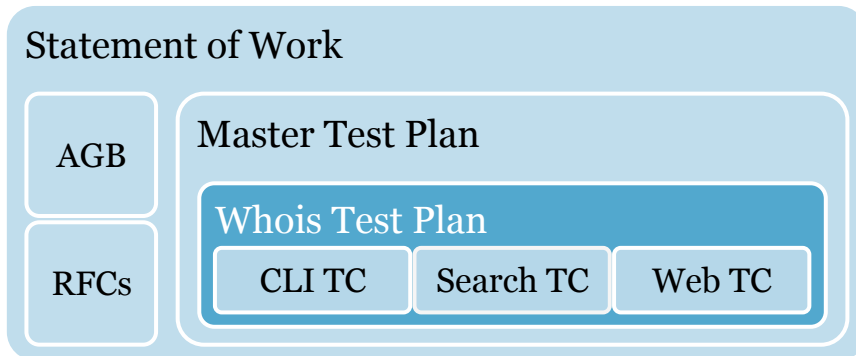 Statement of Work
AGB
Master Test Plan
Whois Test Plan
RFCs
CLI TC
Search TC
Web TC